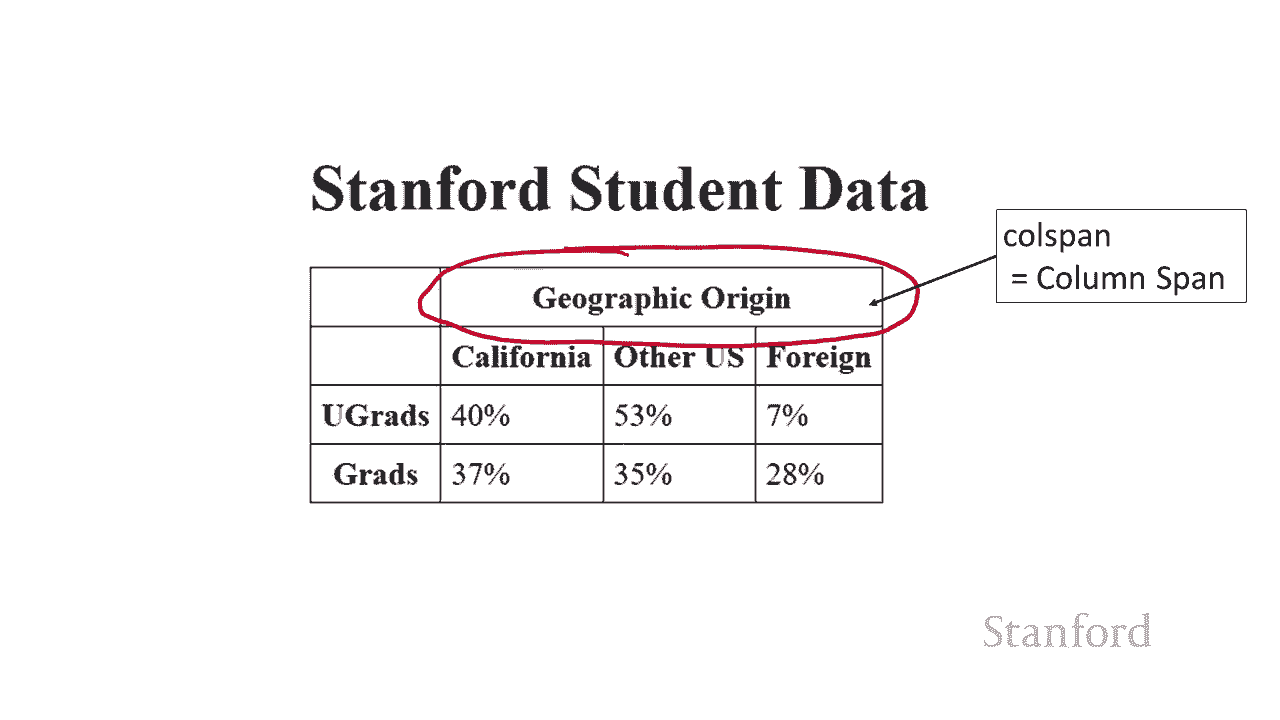 Stanford Student Data
colspan
= Column Span
Geographic Origin
California Other US Foreign
UGrads 40% 53% 7%
Grads 37% 35% 28%
Stanford